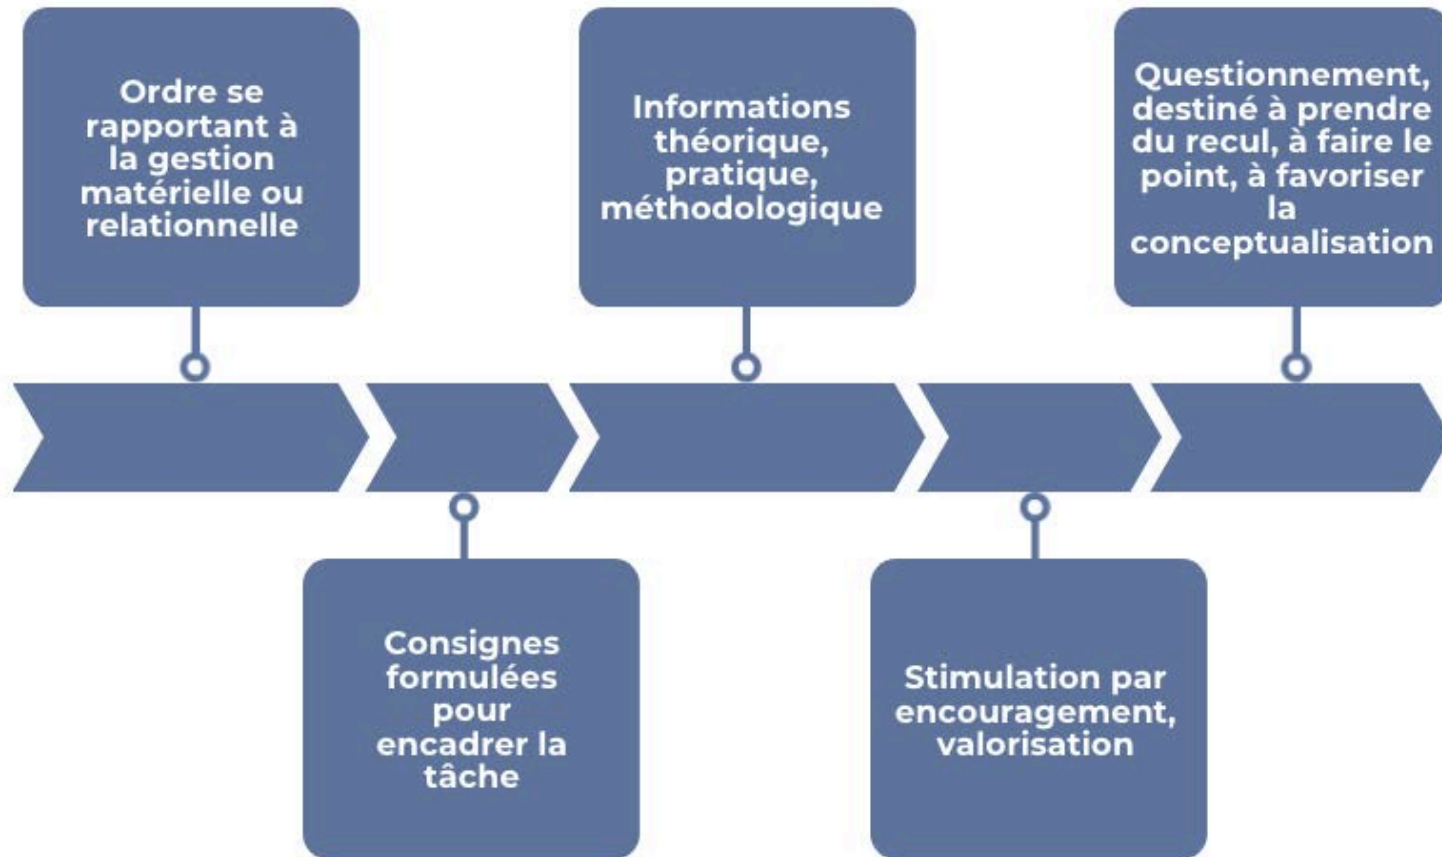 Ordre se
rapportant à
la gestion
matérielle ou
relationnelle
Consignes
formulées
pour
encadrer la
tâche
Informations
théorique,
pratique,
méthodologique
Stimulation par
encouragement,
valorisation
Questionnement,
destiné à prendre
du recul, à faire le
point, à favoriser
la
conceptualisation